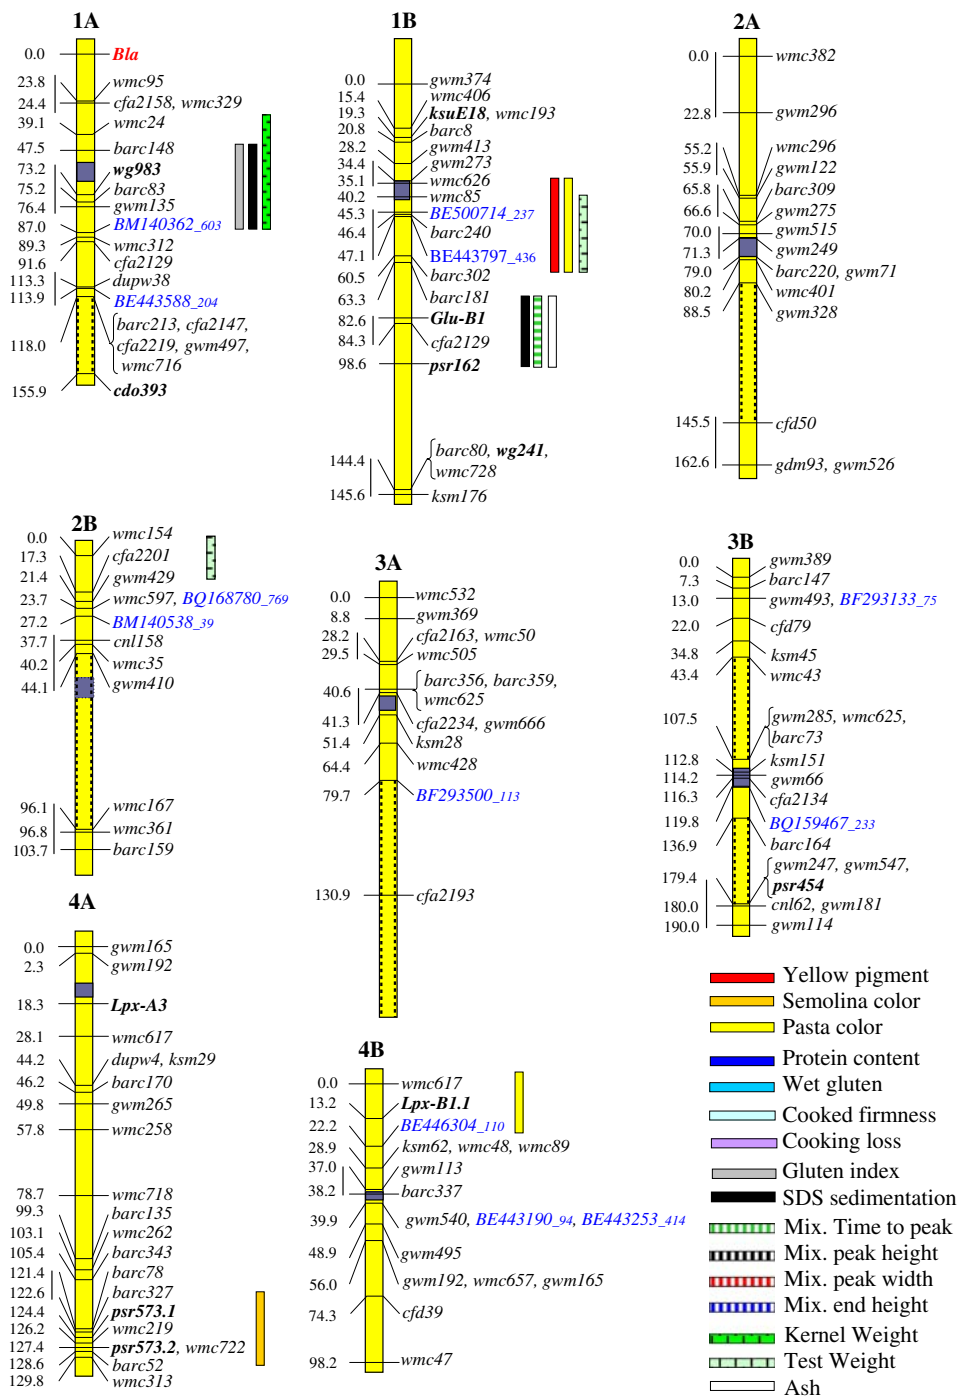 1A
0.0 Bla
23.8 wmc95
24.4 cfa2158, wmc329
39.1 wmc24
47.5 barc148
73.2 wg983
75.2 barc83
76.4 gwm135
87.0 BM140362_603
89.3 wmc312
91.6 cfa2129
113.3 dupw38
113.9 BE443588_204
118.0 barc213, cfa2147,
cfa2219, gwm497,
wmc716
155.9 cdo393
1B
0.0 gwm374
15.4 wmc406
19.3 ksuE18, wmc193
20.8 barc8
28.2 gwm413
34.4 gwm273
35.1 wmc626
40.2 wmc85
45.3 BE500714_237
46.4 barc240
47.1 BE443797_436
60.5 barc302
63.3 barc181
82.6 Glu-B1
84.3 cfa2129
98.6 psr162
144.4 barc80, wg241,
wmc728
145.6 ksm176
2A
0.0 wmc382
22.8 gwm296
55.2 wmc296
55.9 gwm122
65.8 barc309
66.6 gwm275
70.0 gwm515
71.3 gwm249
79.0 barc220, gwm71
80.2 wmc401
88.5 gwm328
145.5 cfd50
162.6 gdm93, gwm526
2B
0.0 wmc154
17.3 cfa2201
21.4 gwm429
23.7 wmc597, BQ168780_769
27.2 BM140538_39
37.7 cnl158
40.2 wmc35
44.1 gwm410
96.1 wmc167
96.8 wmc361
103.7 barc159
3A
0.0 wmc532
8.8 gwm369
28.2 cfa2163, wmc50
29.5 wmc505
40.6 barc356, barc359,
wmc625
41.3 cfa2234, gwm666
51.4 ksm28
64.4 wmc428
79.7 BF293500_113
130.9 cfa2193
3B
0.0 gwm389
7.3 barc147
13.0 gwm493, BF293133_75
22.0 cfd79
34.8 ksm45
43.4 wmc43
107.5 gwm285, wmc625,
barc73
112.8 ksm151
114.2 gwm66
116.3 cfa2134
119.8 BQ159467_233
136.9 barc164
179.4 gwm247, gwm547,
psr454
180.0 cnl62, gwm181
190.0 gwm114
4A
0.0 gwm165
2.3 gwm192
18.3 Lpx-A3
28.1 wmc617
44.2 dupw4, ksm29
46.2 barc170
49.8 gwm265
57.8 wmc258
78.7 wmc718
99.3 barc135
103.1 wmc262
105.4 barc343
121.4 barc78
122.6 barc327
124.4 psr573.1
126.2 wmc219
127.4 psr573.2, wmc722
128.6 barc52
129.8 wmc313
4B
0.0 wmc617
13.2 Lpx-B1.1
22.2 BE446304_110
28.9 ksm62, wmc48, wmc89
37.0 gwm113
38.2 barc337
39.9 gwm540, BE443190_94, BE443253_414
48.9 gwm495
56.0 gwm192, wmc657, gwm165
74.3 cfd39
98.2 wmc47
Yellow pigment
Semolina color
Pasta color
Protein content
Wet gluten
Cooked firmness
Cooking loss
Gluten index
SDS sedimentation
Mix. Time to peak
Mix. peak height
Mix. peak width
Mix. end height
Kernel Weight
Test Weight
Ash